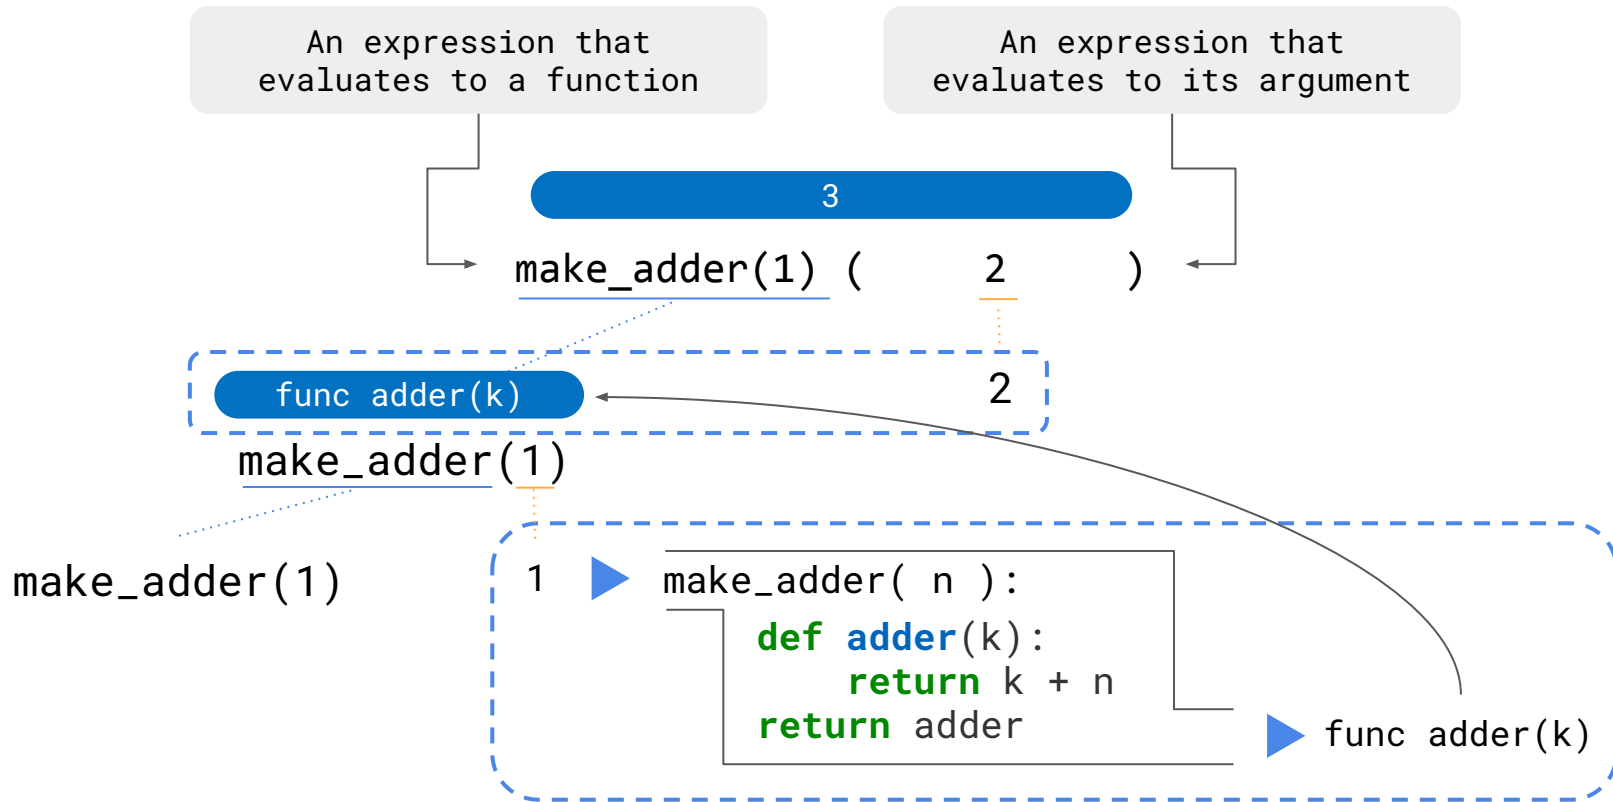 An expression that
evaluates to a function
An expression that
evaluates to its argument
3
make_adder(1) ( 2 )
func adder(k)
2
make_adder(1)
make_adder(1)
1
make_adder( n ):
def adder(k):
return k + n
return adder
func adder(k)